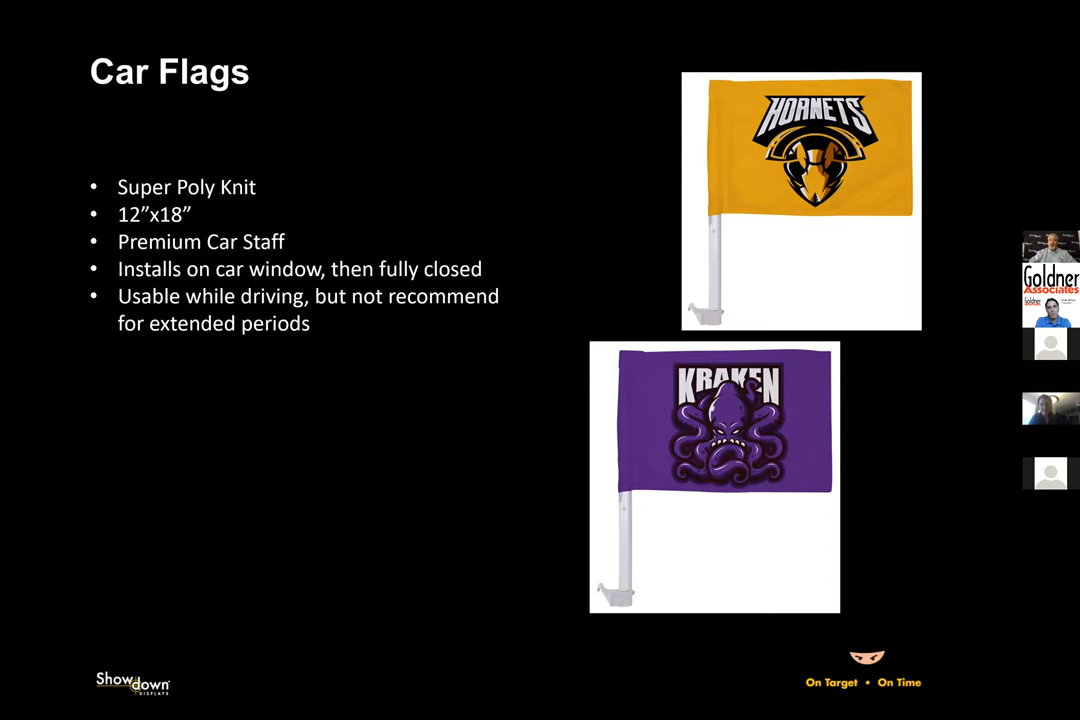 Car Flags
• Super Poly Knit
• 12”x18”
• Premium Car Staff
• Installs on car window, then fully closed
• Usable while driving, but not recommend
for extended periods
HORNETS
KRAKEN
Goldner
Associates
Goldner
Showdown
DISPLAYS
On Target • On Time